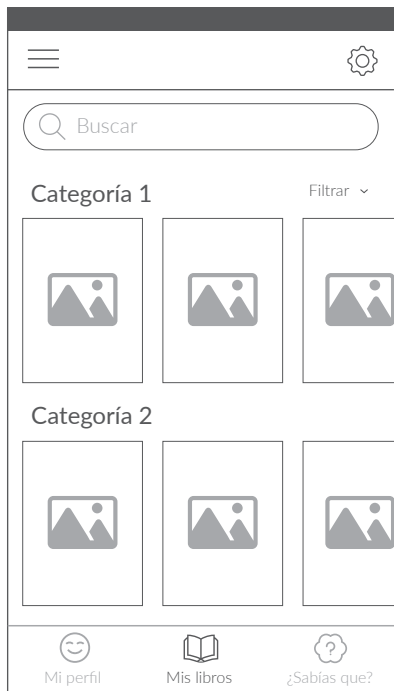 Buscar
Categoría 1
Filtrar
Categoría 2
Mi perfil
Mis libros
¿Sabías que?